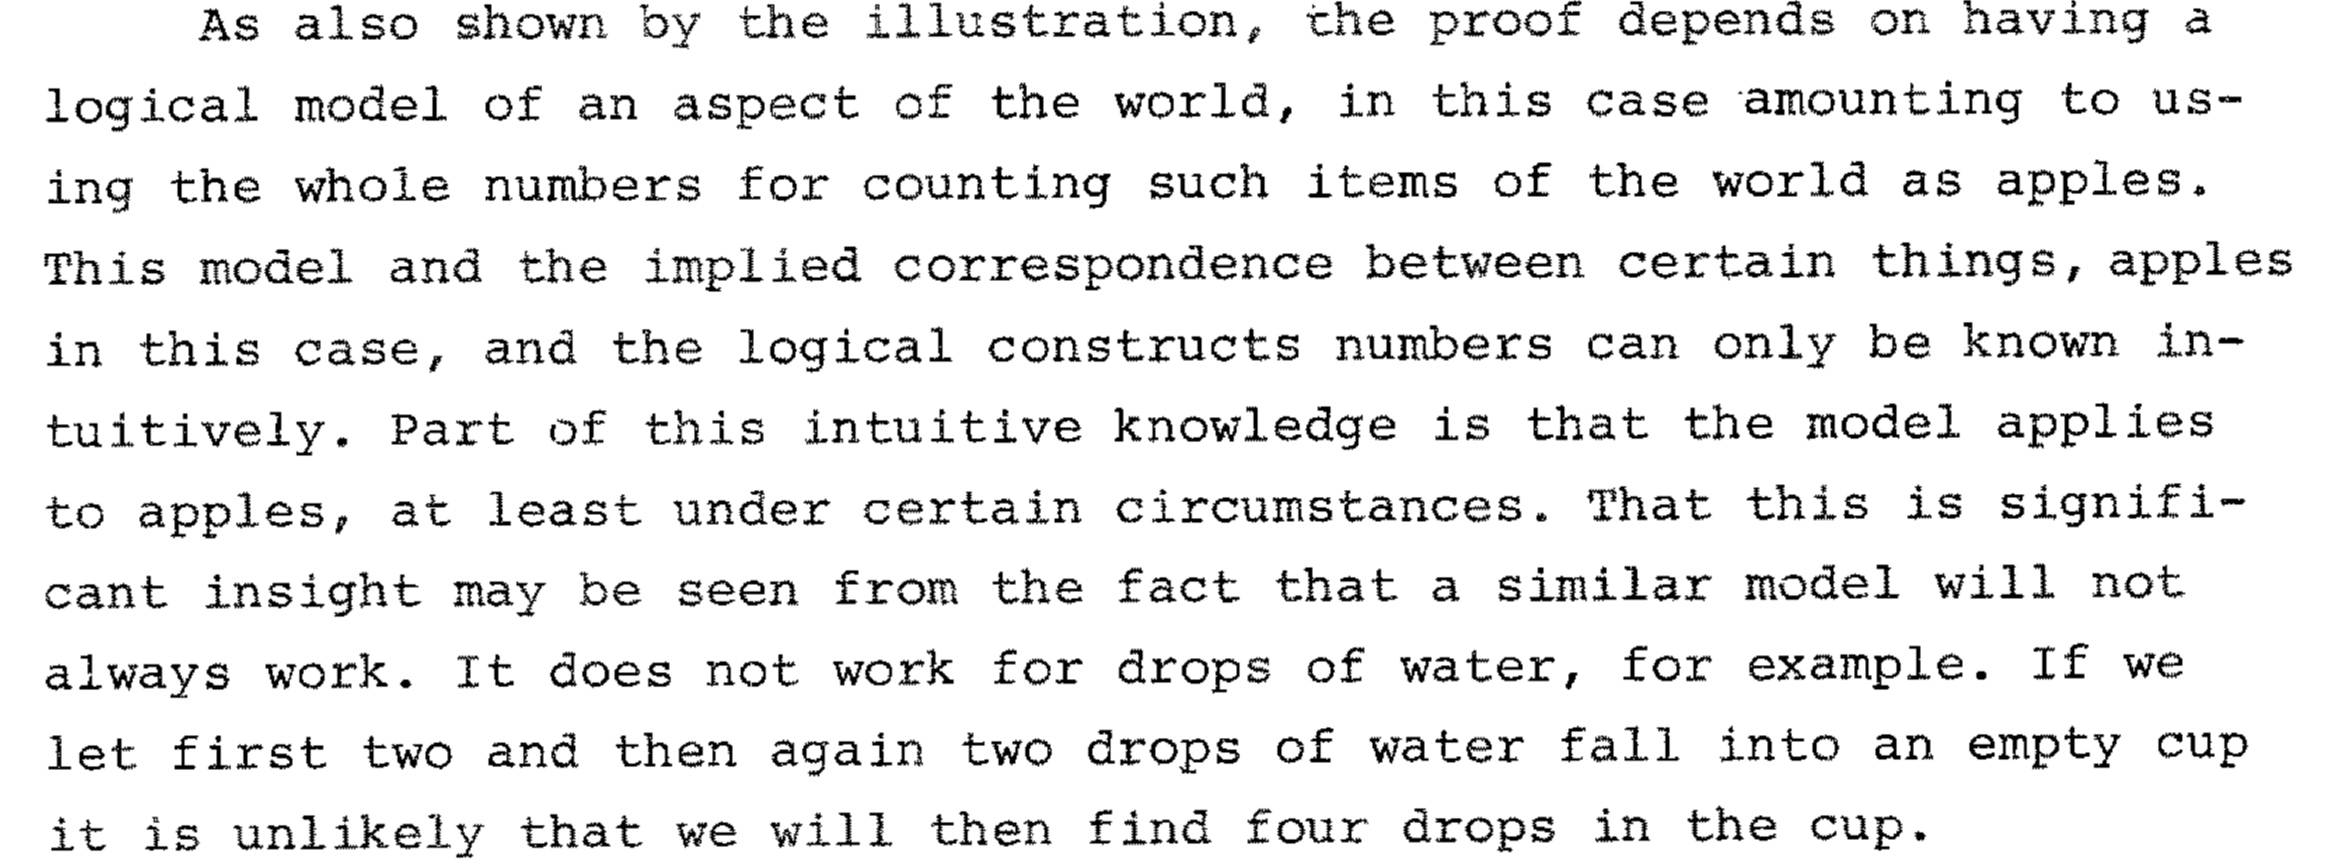 As also shown by the illustration, the proof depends on having a
logical model of an aspect of the world, in this case amounting to us-
ing the whole numbers for counting such items of the world as apples.
This model and the implied correspondence between certain things, apples
in this case, and the logical constructs numbers can only be known in-
tuitively. Part of this intuitive knowledge is that the model applies
to apples, at least under certain circumstances. That this is signifi-
cant insight may be seen from the fact that a similar model will not
always work. It does not work for drops of water, for example. If we
let first two and then again two drops of water fall into an empty cup
it is unlikely that we will then find four drops in the cup.